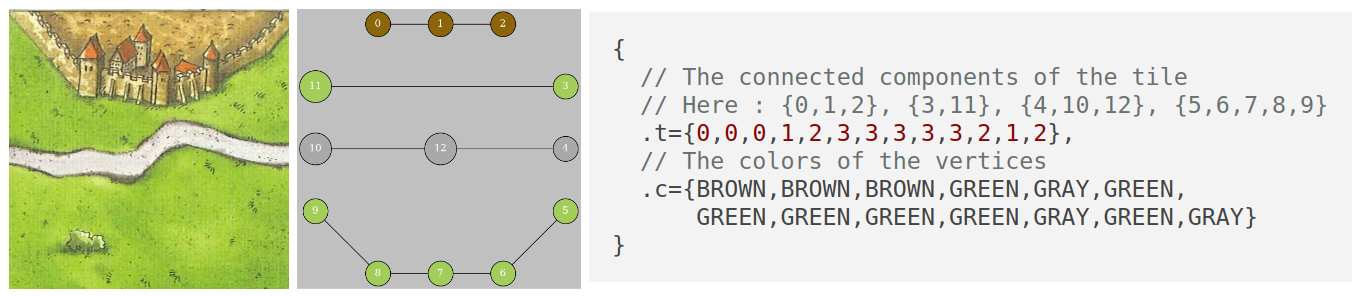 0 1 2
11 3
10 12 4
9 5
8 7 6
{
// The connected components of the tile
// Here : {0,1,2}, {3,11}, {4,10,12}, {5,6,7,8,9}
.t={0,0,0,1,2,3,3,3,3,3,2,1,2},
// The colors of the vertices
.c={BROWN,BROWN,BROWN,GREEN,GRAY,GREEN,
GREEN,GREEN,GREEN,GREEN,GRAY,GREEN,GRAY}
}